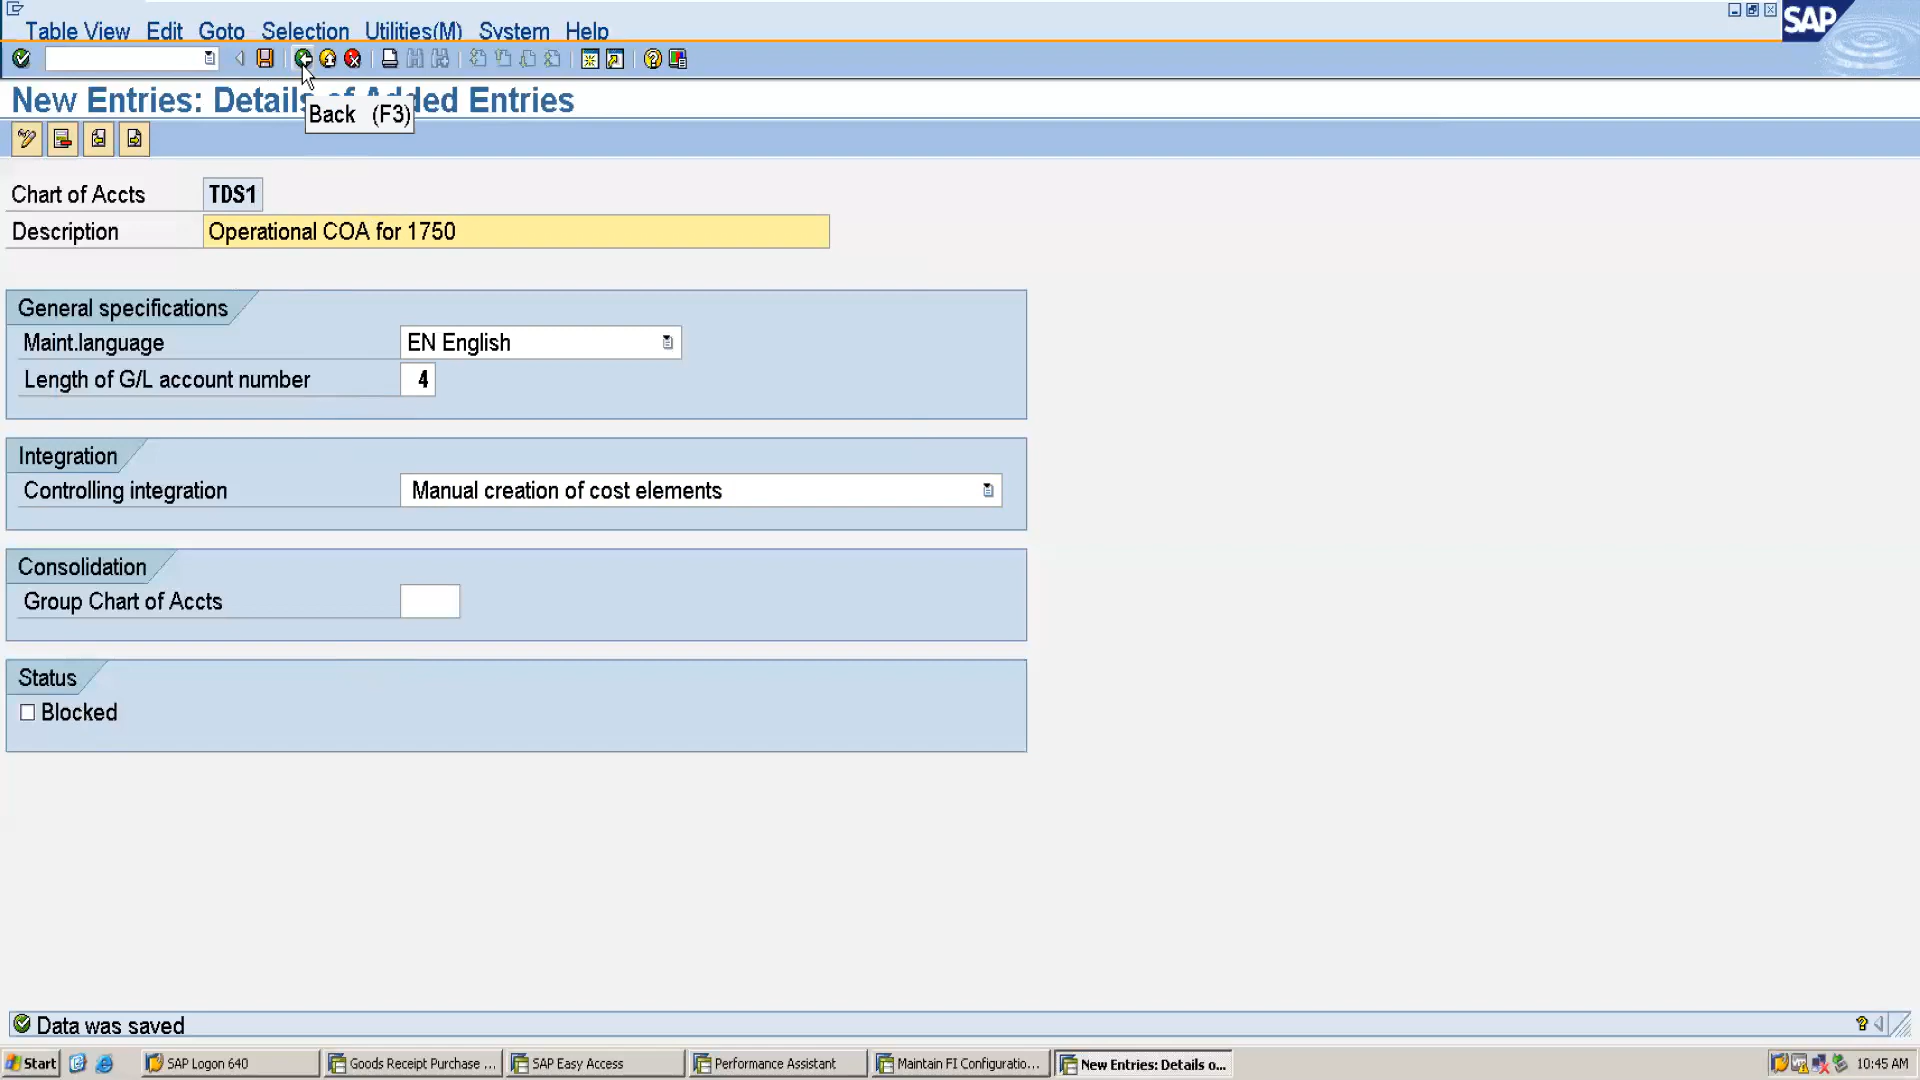 Table View Edit Goto Selection Utilities(M) System Help
SAP
New Entries: Details of Added Entries
Back (F3)
Chart of Accts TDS1
Description Operational COA for 1750
General specifications
Maint.language EN English
Length of G/L account number 4
Integration
Controlling integration Manual creation of cost elements
Consolidation
Group Chart of Accts
Status
Blocked
Data was saved
Start SAP Logon 640 Goods Receipt Purchase ... SAP Easy Access Performance Assistant Maintain FI Configuratio... New Entries: Details o... 10:45 AM